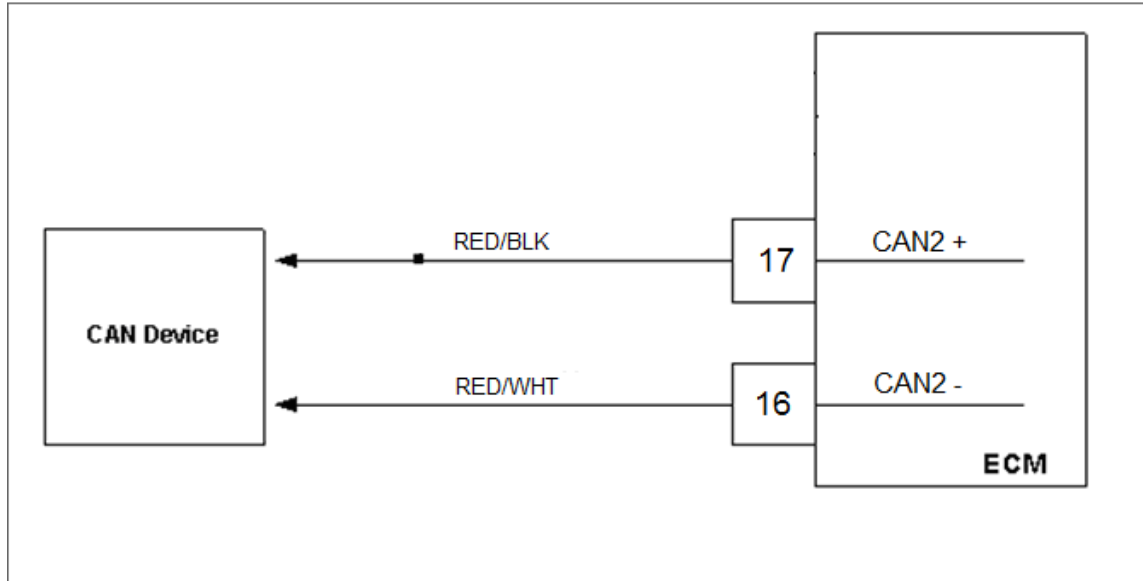 RED/BLK
17
CAN2 +
CAN Device
RED/WHT
16
CAN2 -
ECM